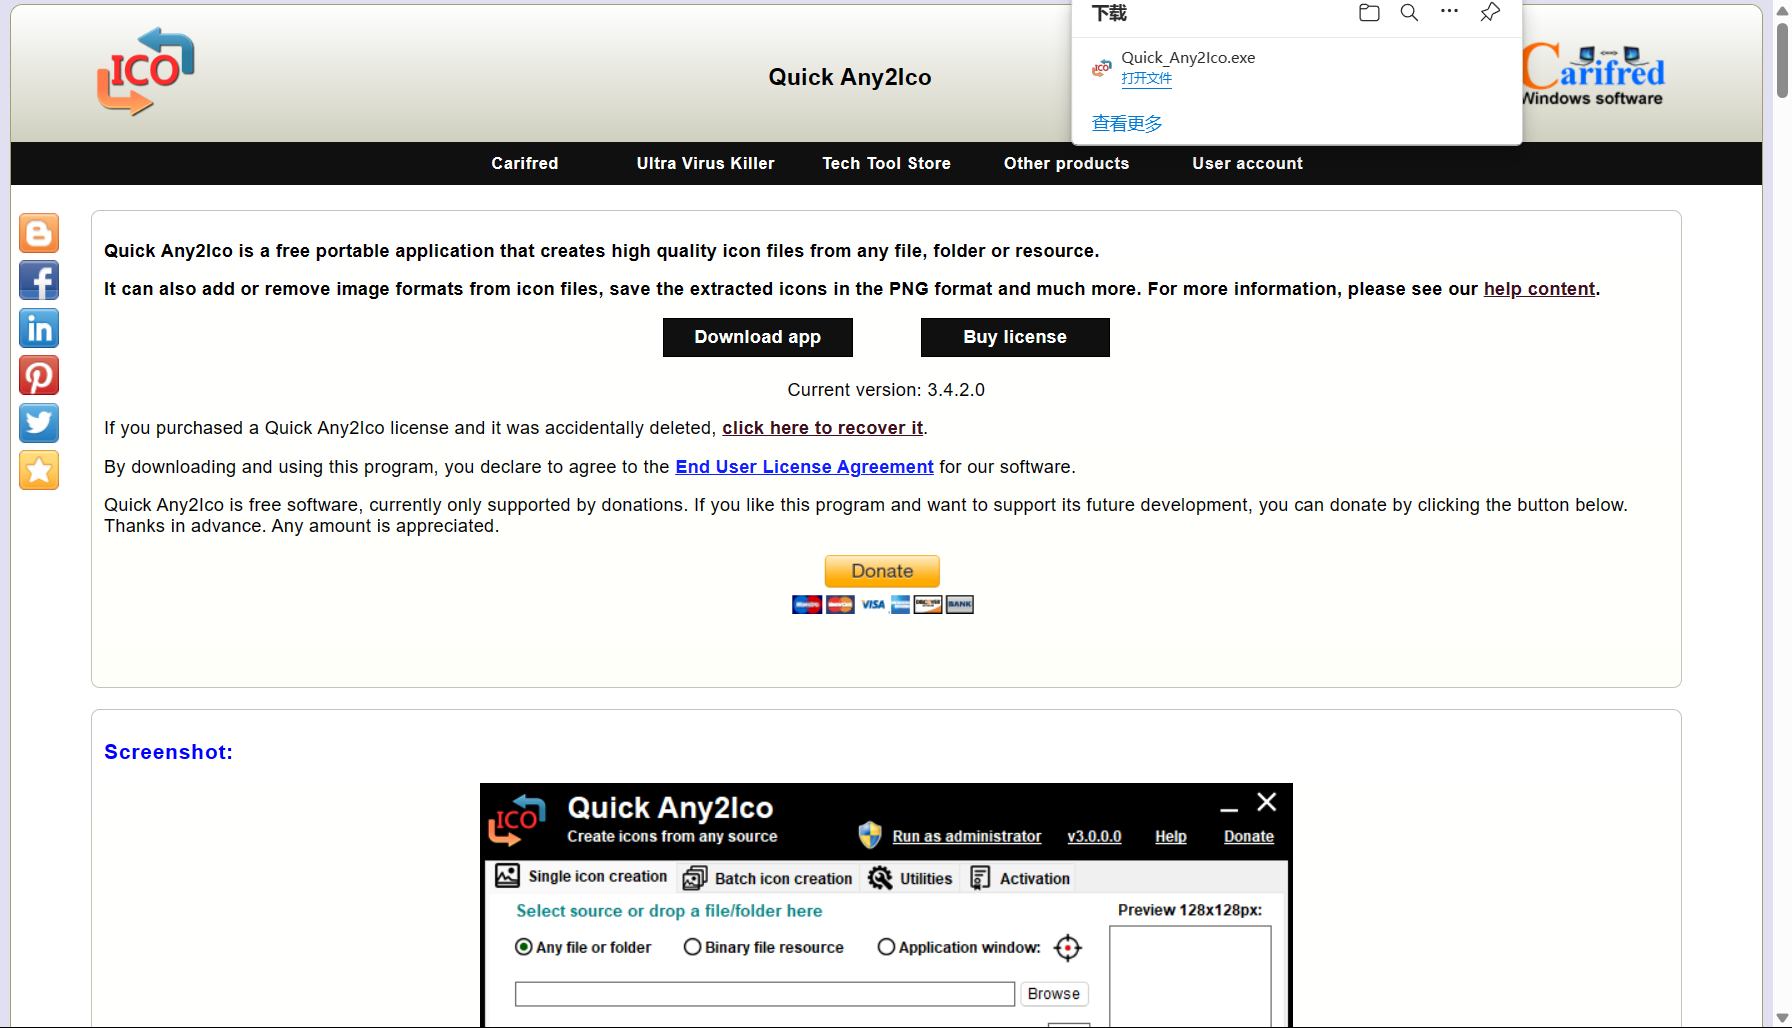 下载
Quick_Any2Ico.exe
打开文件
查看更多
ICO
Quick Any2Ico
Carifred
Windows software
Carifred
Ultra Virus Killer
Tech Tool Store
Other products
User account
Quick Any2Ico is a free portable application that creates high quality icon files from any file, folder or resource.
It can also add or remove image formats from icon files, save the extracted icons in the PNG format and much more. For more information, please see our help content.
Download app
Buy license
Current version: 3.4.2.0
If you purchased a Quick Any2Ico license and it was accidentally deleted, click here to recover it.
By downloading and using this program, you declare to agree to the End User License Agreement for our software.
Quick Any2Ico is free software, currently only supported by donations. If you like this program and want to support its future development, you can donate by clicking the button below.
Thanks in advance. Any amount is appreciated.
Donate
VISA
BANK
Screenshot:
ICO
Quick Any2Ico
Create icons from any source
Run as administrator
v3.0.0.0
Help
Donate
Single icon creation
Batch icon creation
Utilities
Activation
Select source or drop a file/folder here
Preview 128x128px:
Any file or folder
Binary file resource
Application window:
Browse